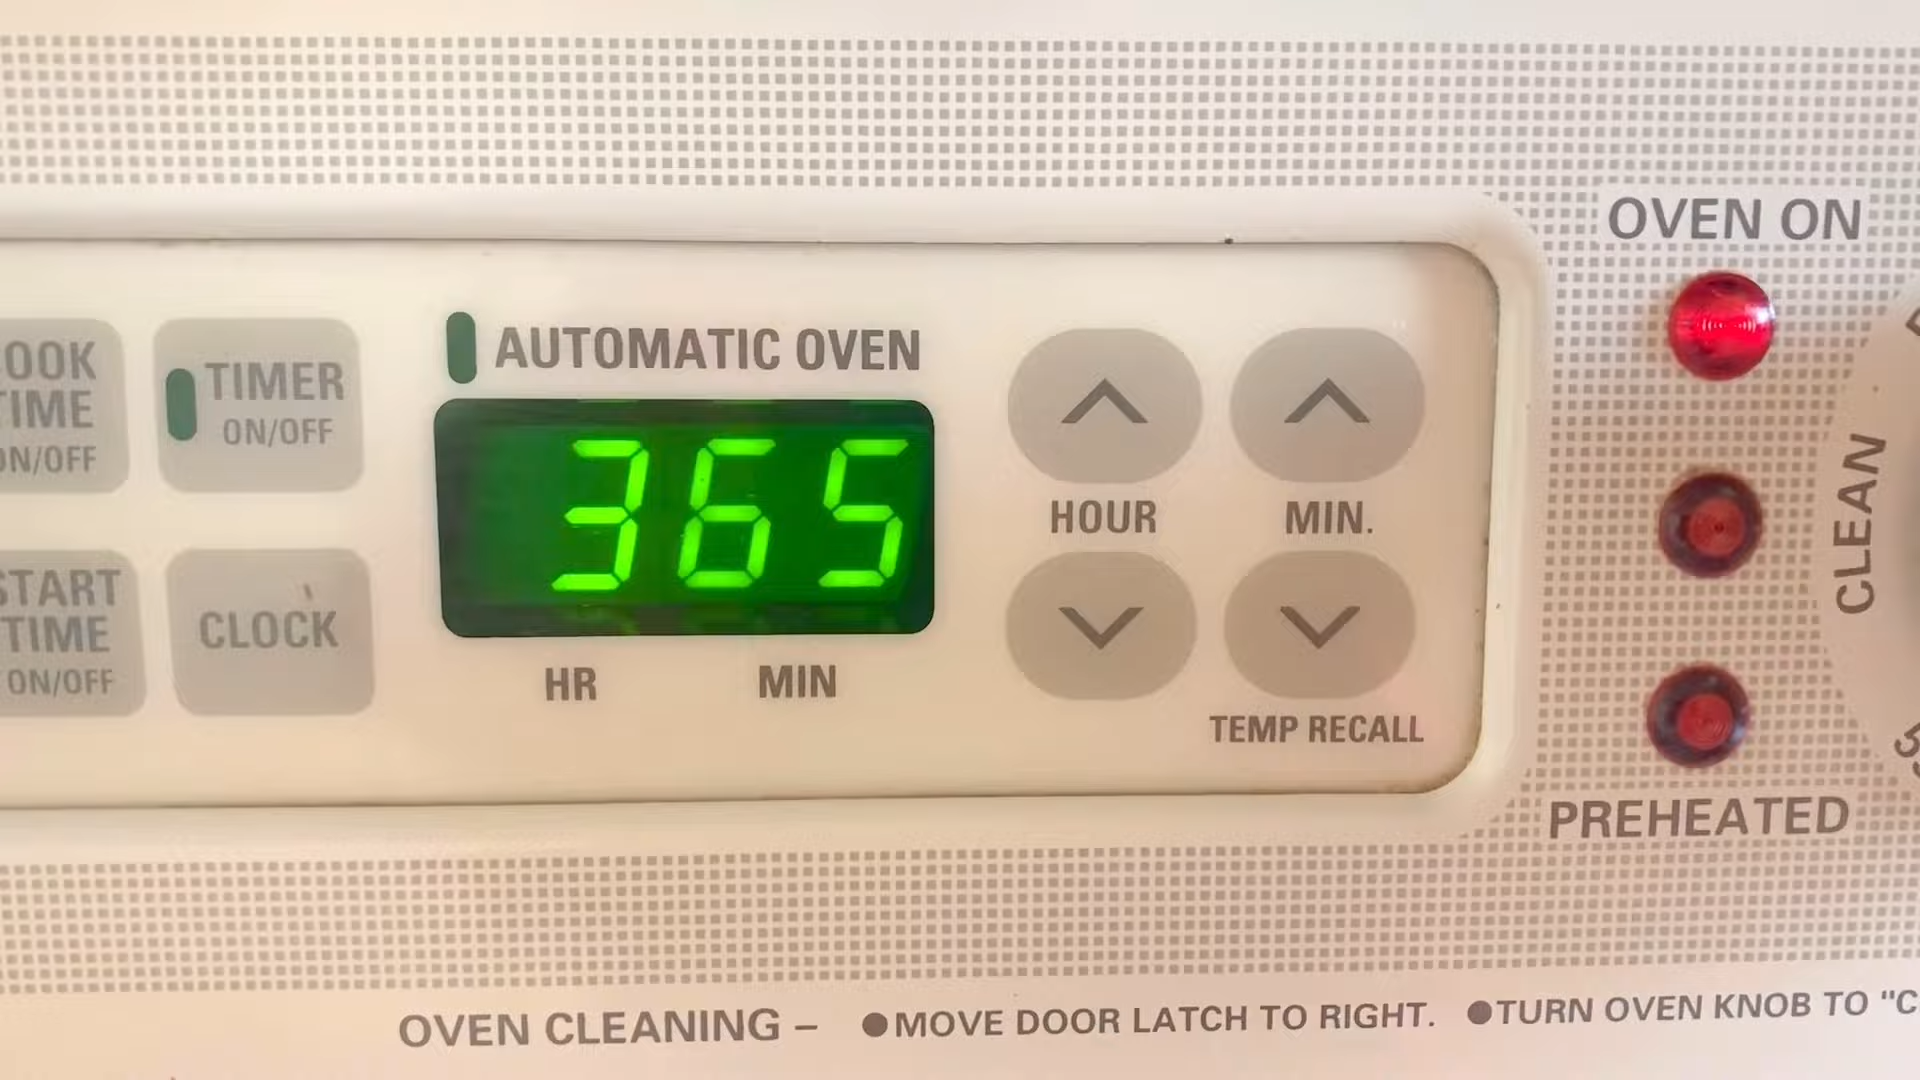 OVEN ON
AUTOMATIC OVEN
OOK
TIME
ON/OFF
TIMER
ON/OFF
365
HOUR
MIN.
CLEAN
START
TIME
ON/OFF
CLOCK
HR
MIN
TEMP RECALL
PREHEATED
OVEN CLEANING – ●MOVE DOOR LATCH TO RIGHT. ●TURN OVEN KNOB TO "C